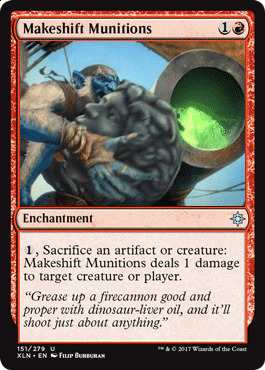 Makeshift Munitions 1
Enchantment
1, Sacrifice an artifact or creature:
Makeshift Munitions deals 1 damage
to target creature or player.
"Grease up a firecannon good and
proper with dinosaur-liver oil, and it'll
shoot just about anything."
151/279 U
XLN • EN Filip Burburan
™ & © 2017 Wizards of the Coast